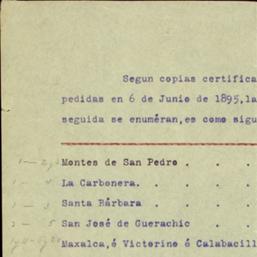 Segun copias certifica
pedidas en 6 de Junio de 1895,la
seguida se enuméran,es como sigu
Montes de San Pedro . . .
La Carbonera. . . .
Santa Bárbara . . . .
San José de Guerachic . .
Maxalca,é Victorino é Calabacill